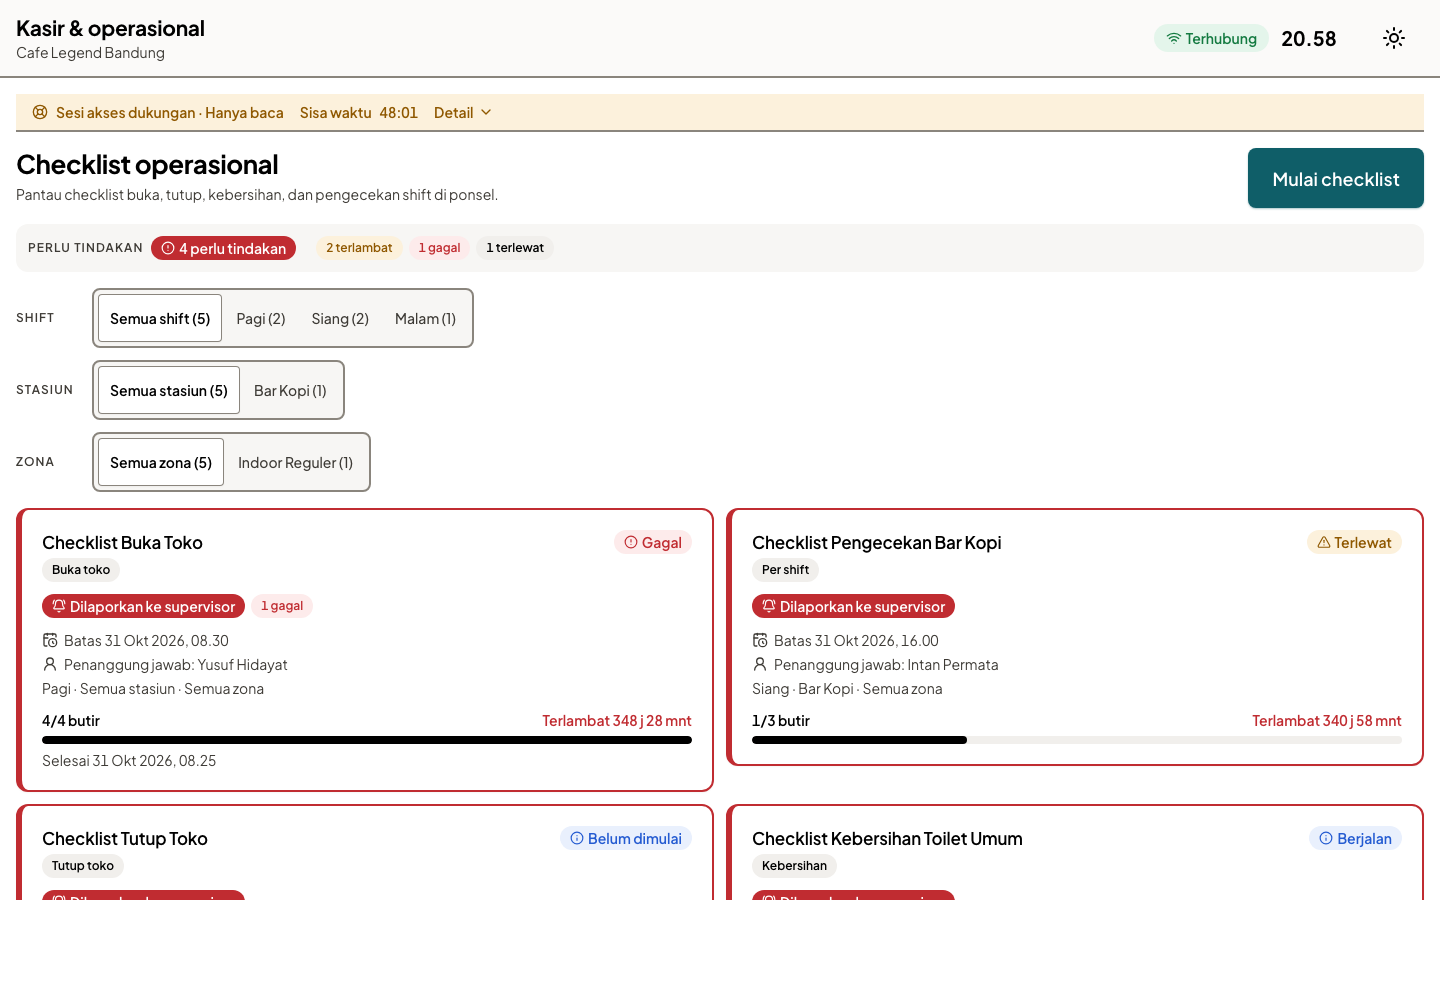 Kasir & operasional
Cafe Legend Bandung
Terhubung
20.58
Sesi akses dukungan · Hanya baca Sisa waktu 48:01 Detail
Checklist operasional
Pantau checklist buka, tutup, kebersihan, dan pengecekan shift di ponsel.
Mulai checklist
PERLU TINDAKAN 4 perlu tindakan 2 terlambat 1 gagal 1 terlewat
SHIFT Semua shift (5) Pagi (2) Siang (2) Malam (1)
STASIUN Semua stasiun (5) Bar Kopi (1)
ZONA Semua zona (5) Indoor Reguler (1)
Checklist Buka Toko Gagal
Buka toko
Dilaporkan ke supervisor 1 gagal
Batas 31 Okt 2026, 08.30
Penanggung jawab: Yusuf Hidayat
Pagi · Semua stasiun · Semua zona
4/4 butir Terlambat 348 j 28 mnt
Selesai 31 Okt 2026, 08.25
Checklist Pengecekan Bar Kopi Terlewat
Per shift
Dilaporkan ke supervisor
Batas 31 Okt 2026, 16.00
Penanggung jawab: Intan Permata
Siang · Bar Kopi · Semua zona
1/3 butir Terlambat 340 j 58 mnt
Checklist Tutup Toko Belum dimulai
Tutup toko
Checklist Kebersihan Toilet Umum Berjalan
Kebersihan